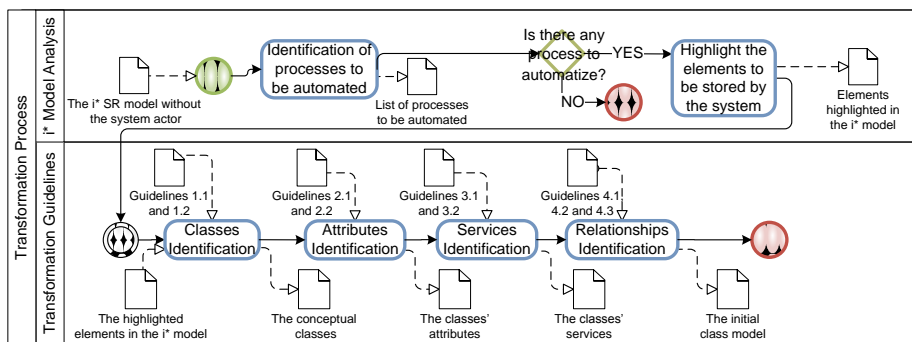 Transformation Process
i* Model Analysis
The i* SR model without
the system actor
Identification of
processes to be
automated
List of processes
to be automated
Is there any
process to
automatize?
YES
NO
Highlight the
elements to
be stored by
the system
Elements
highlighted in
the i* model
Transformation Guidelines
Guidelines 1.1
and 1.2
Guidelines 2.1
and 2.2
Guidelines 3.1
and 3.2
Guidelines 4.1
4.2 and 4.3
Classes
Identification
Attributes
Identification
Services
Identification
Relationships
Identification
The highlighted
elements in the i* model
The conceptual
classes
The classes'
attributes
The classes'
services
The initial
class model